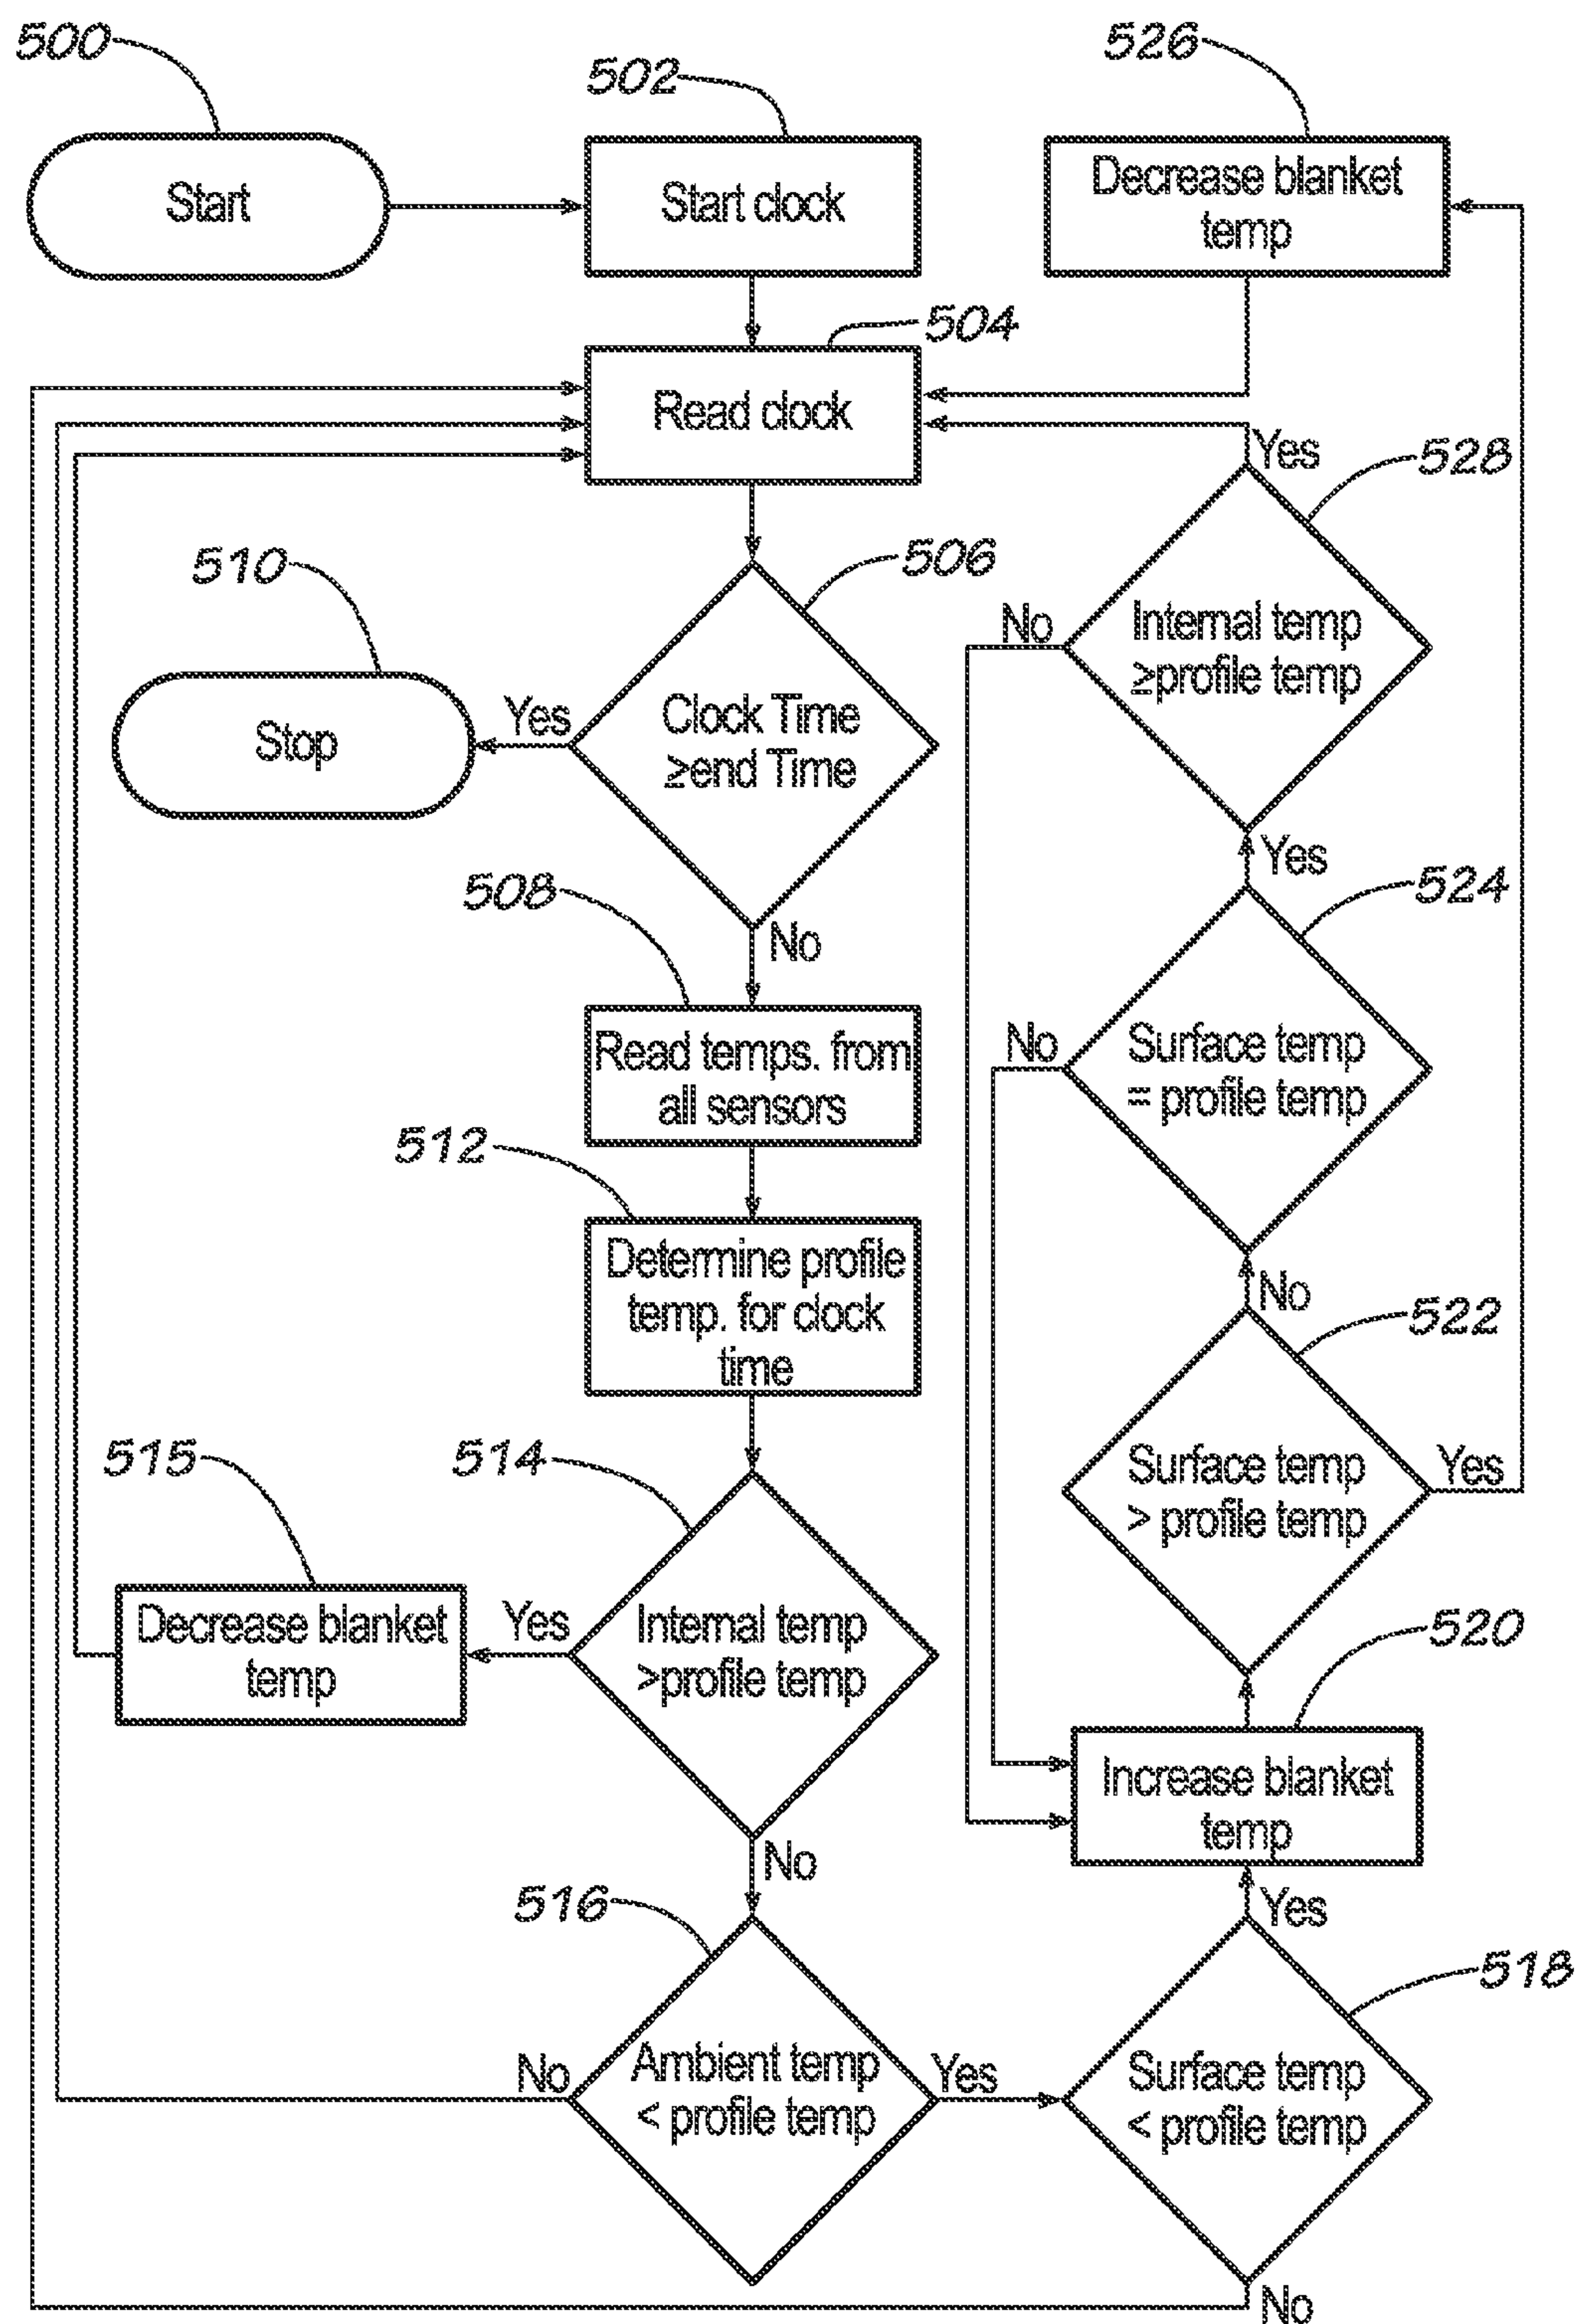 500
502
526
Start
Start clock
Decrease blanket
temp
504
Read clock
Yes
528
510
506
No
Internal temp
≥profile temp
Stop
Yes
Clock Time
≥end Time
Yes
524
508
No
No
Surface temp
= profile temp
Read temps. from
all sensors
512
Determine profile
temp. for clock
time
No
522
515
514
Surface temp
> profile temp
Yes
Decrease blanket
temp
Yes
Internal temp
>profile temp
520
Increase blanket
temp
No
516
Yes
518
No
Ambient temp
< profile temp
Yes
Surface temp
< profile temp
No